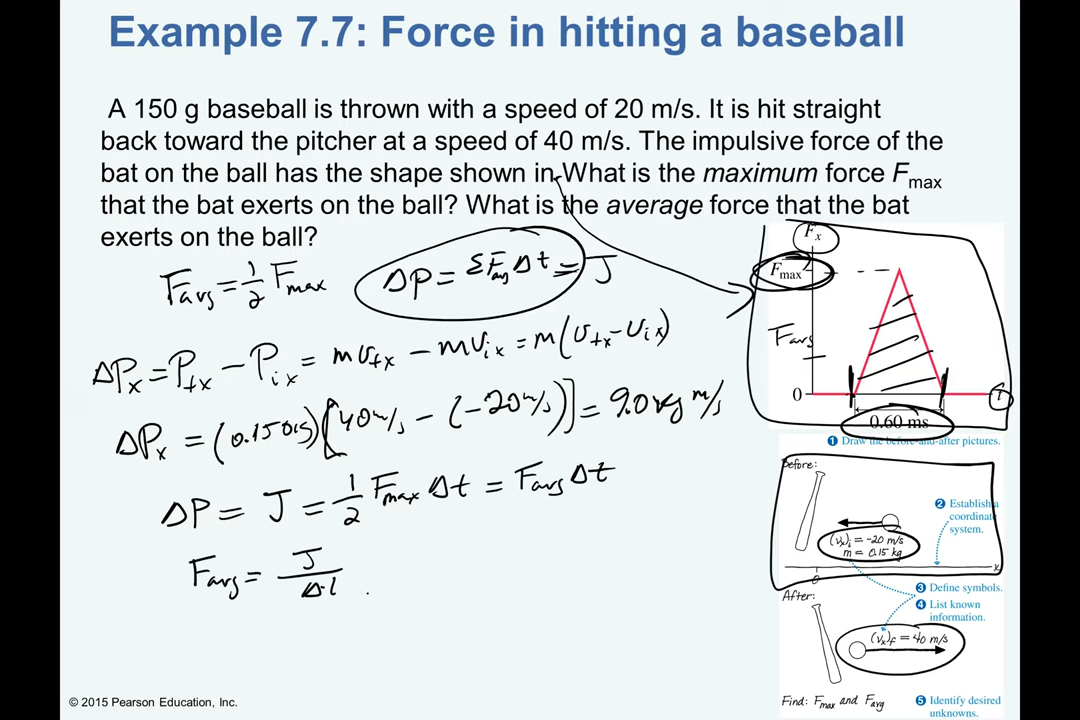 Example 7.7: Force in hitting a baseball
A 150 g baseball is thrown with a speed of 20 m/s. It is hit straight
back toward the pitcher at a speed of 40 m/s. The impulsive force of the
bat on the ball has the shape shown in What is the maximum force Fmax
that the bat exerts on the ball? What is the average force that the bat
exerts on the ball?
Favg = 1/2 Fmax
ΔP = ΣFavg Δt = J
ΔPx = Pfx - Pix = mvfx - mvix = m(vfx - vix)
ΔPx = (0.150kg)[40m/s - (-20m/s)] = 9.0 kg m/s
ΔP = J = 1/2 Fmax Δt = Favg Δt
Favg = J/Δt
Fx
Fmax
Favg
0
t
0.60 ms
1 Draw the before-and-after pictures.
Before:
2 Establish a
coordinate
system.
(vx)i = -20 m/s
m = 0.15 kg
x
0
3 Define symbols.
After:
4 List known
information.
(vx)f = 40 m/s
Find: Fmax and Favg
5 Identify desired
unknowns.
© 2015 Pearson Education, Inc.